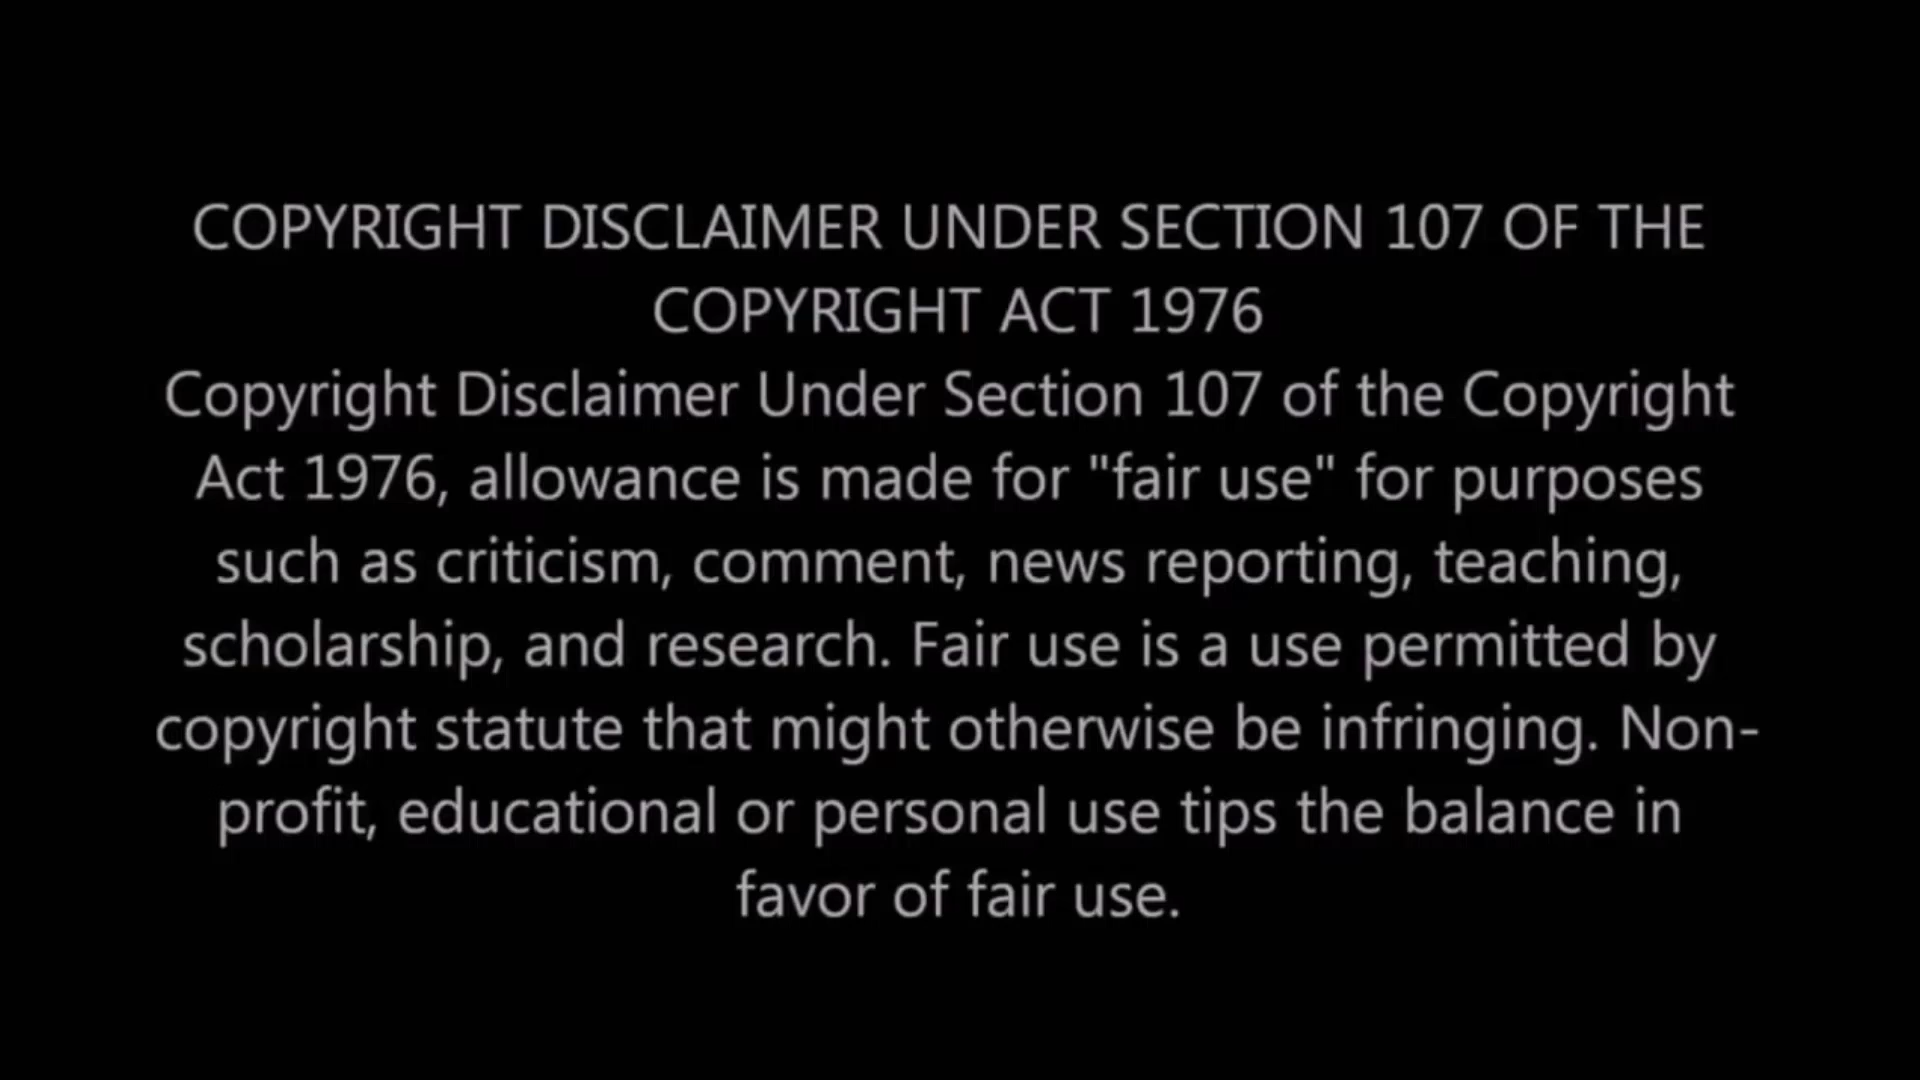 COPYRIGHT DISCLAIMER UNDER SECTION 107 OF THE
COPYRIGHT ACT 1976
Copyright Disclaimer Under Section 107 of the Copyright
Act 1976, allowance is made for "fair use" for purposes
such as criticism, comment, news reporting, teaching,
scholarship, and research. Fair use is a use permitted by
copyright statute that might otherwise be infringing. Non-
profit, educational or personal use tips the balance in
favor of fair use.